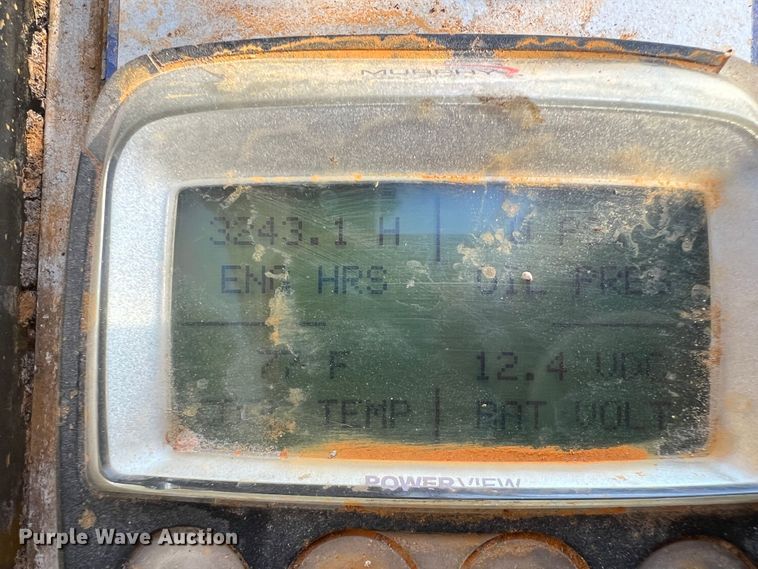 MURPHY
3243.1 H
ENG HRS
OIL PRES
F
12.4 VDC
TEMP
BAT VOLT
POWERVIEW
Purple Wave Auction